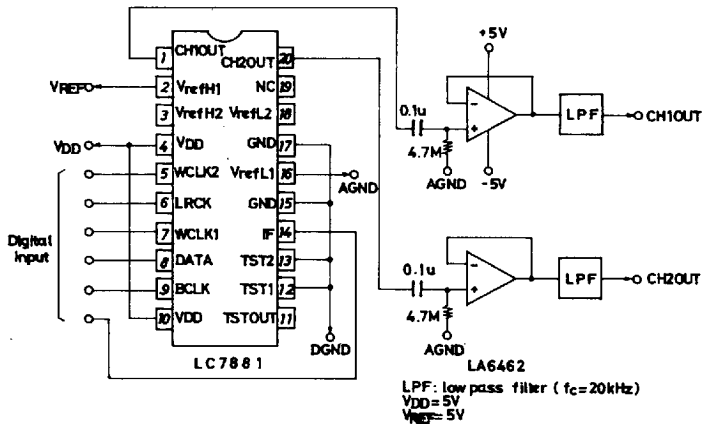 +5V
1 CH1OUT CH2OUT 20
VREF 2 VrefH1 NC 19
3 VrefH2 VrefL2 18
0.1u
- + LPF CH1OUT
VDD 4 VDD GND 17
4.7M
5 WCLK2 VrefL1 16
AGND
AGND -5V
6 LRCK GND 15
Digital input
7 WCLK1 IF 14
8 DATA TST2 13
0.1u
- + LPF CH2OUT
9 BCLK TST1 12
4.7M
10 VDD TSTOUT 11
DGND
AGND
LC7881
LA6462
LPF: low pass filter (fc=20kHz)
VDD=5V
VREF=5V